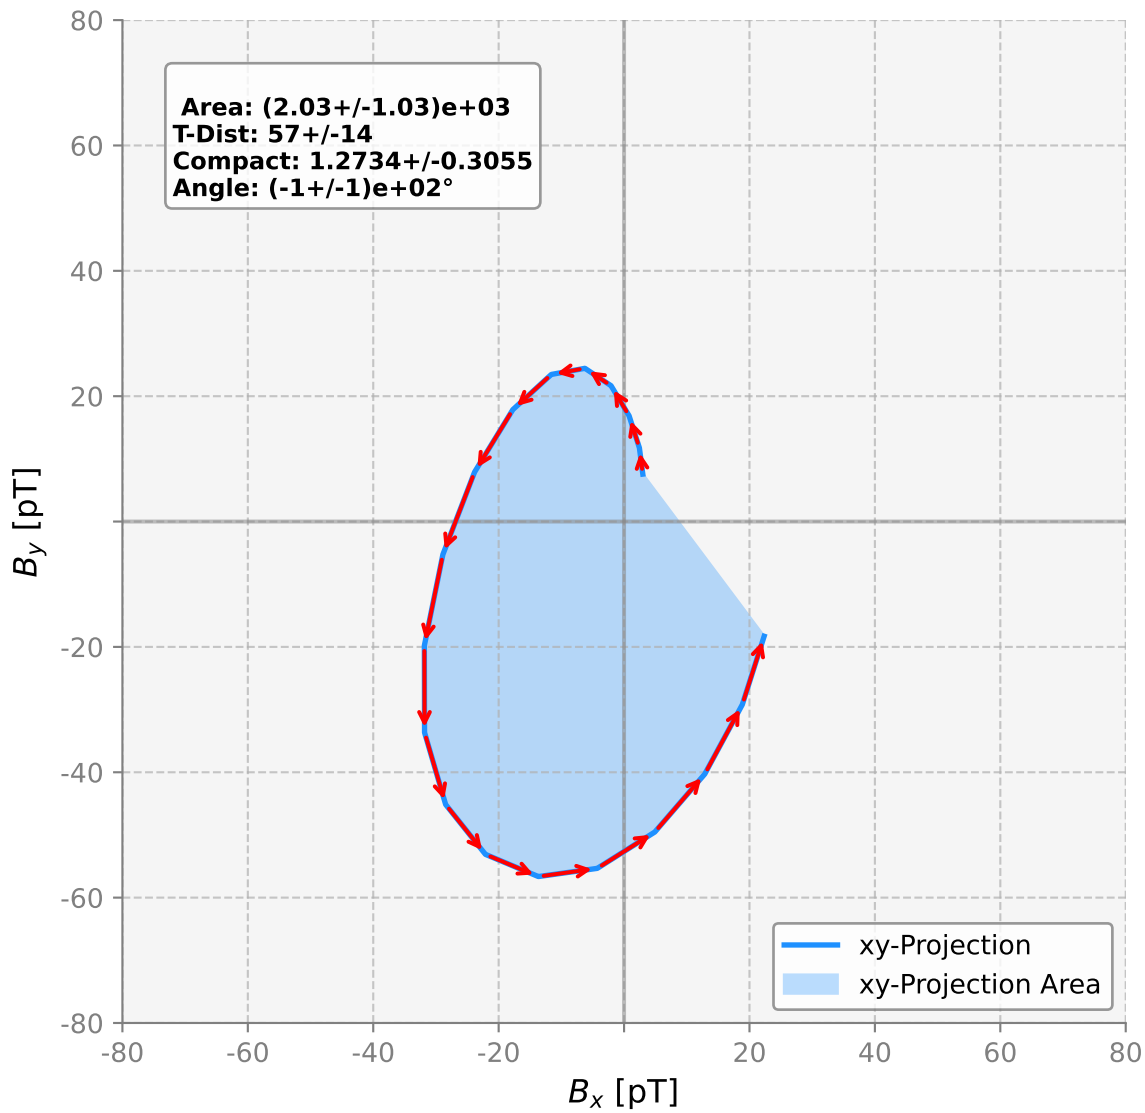 80
60
40
20
-20
-40
-60
-80
-80
-60
-40
-20
20
40
60
80
B_y [pT]
B_x [pT]
Area: (2.03+/-1.03)e+03
T-Dist: 57+/-14
Compact: 1.2734+/-0.3055
Angle: (-1+/-1)e+02°
xy-Projection
xy-Projection Area